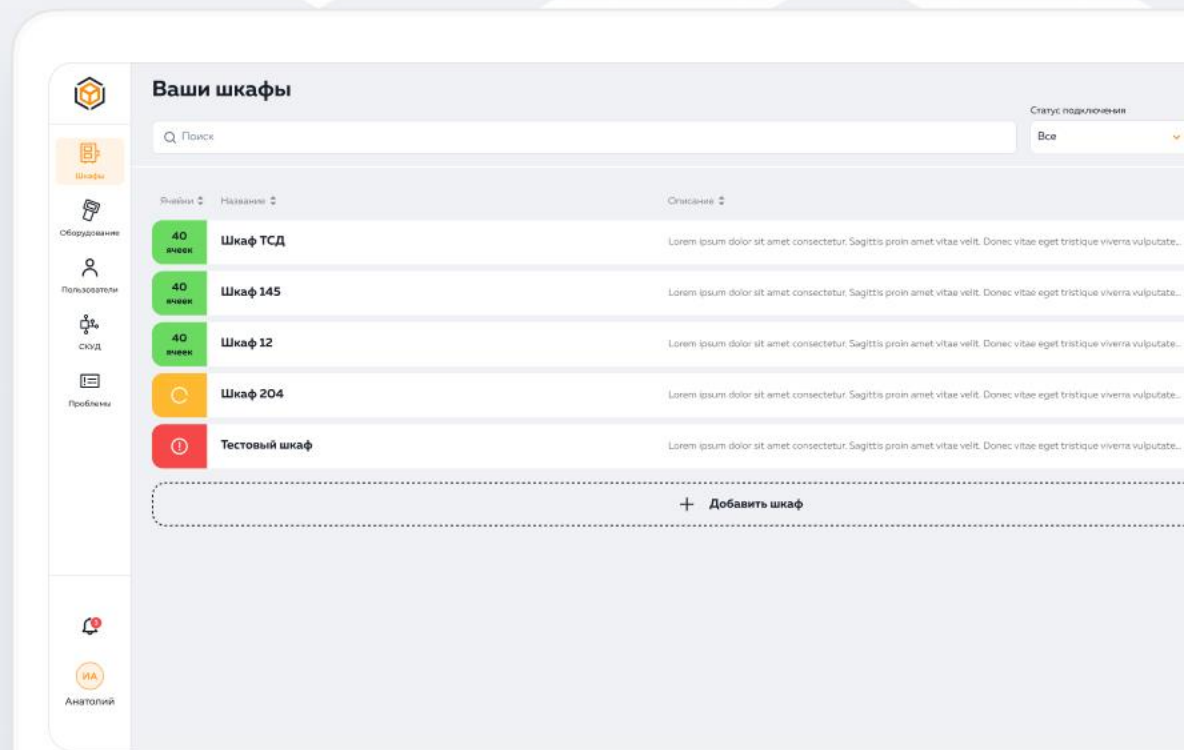 Ваши шкафы
Статус подключения
Поиск
Все
Шкафы
Ячейки
Название
Описание
Оборудование
40
ячеек
Шкаф ТСД
Lorem ipsum dolor sit amet consectetur. Sagittis proin amet vitae velit. Donec vitae eget tristique viverra vulputate...
Пользователи
40
ячеек
Шкаф 145
Lorem ipsum dolor sit amet consectetur. Sagittis proin amet vitae velit. Donec vitae eget tristique viverra vulputate...
СКУД
40
ячеек
Шкаф 12
Lorem ipsum dolor sit amet consectetur. Sagittis proin amet vitae velit. Donec vitae eget tristique viverra vulputate...
Проблемы
Шкаф 204
Lorem ipsum dolor sit amet consectetur. Sagittis proin amet vitae velit. Donec vitae eget tristique viverra vulputate...
Тестовый шкаф
Lorem ipsum dolor sit amet consectetur. Sagittis proin amet vitae velit. Donec vitae eget tristique viverra vulputate...
Добавить шкаф
ИА
Анатолий